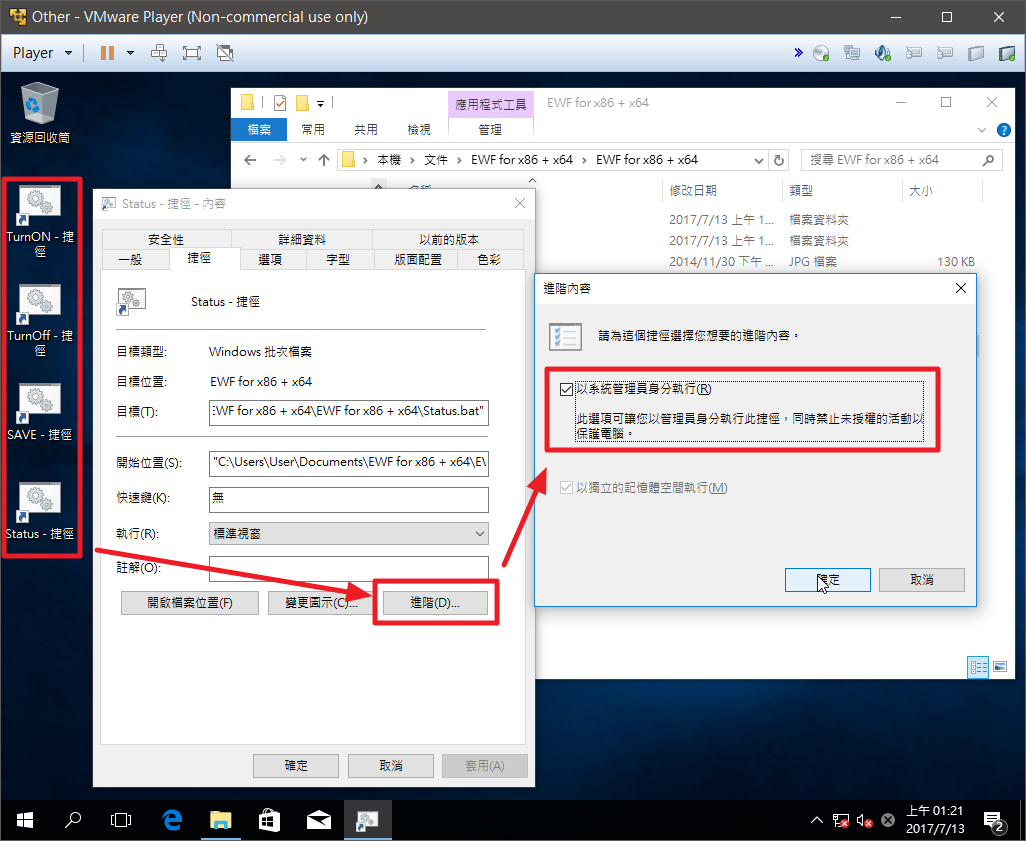 Other - VMware Player (Non-commercial use only)
Player
資源回收筒
TurnON - 捷徑
TurnOff - 捷徑
SAVE - 捷徑
Status - 捷徑
應用程式工具
EWF for x86 + x64
檔案
常用
共用
檢視
管理
本機
文件
EWF for x86 + x64
EWF for x86 + x64
搜尋 EWF for x86 + x64
修改日期
類型
大小
2017/7/13 上午 1...
檔案資料夾
2017/7/13 上午 1...
檔案資料夾
2014/11/30 下午 ...
JPG 檔案
130 KB
Status - 捷徑 - 內容
安全性
詳細資料
以前的版本
一般
捷徑
選項
字型
版面配置
色彩
Status - 捷徑
目標類型:
Windows 批次檔案
目標位置:
EWF for x86 + x64
目標(T):
WF for x86 + x64\EWF for x86 + x64\Status.bat"
開始位置(S):
"C:\Users\User\Documents\EWF for x86 + x64\E\
快速鍵(K):
無
執行(R):
標準視窗
註解(O):
開啟檔案位置(F)
變更圖示(C)...
進階(D)...
確定
取消
套用(A)
進階內容
請為這個捷徑選擇您想要的進階內容。
以系統管理員身分執行(R)
此選項可讓您以管理員身分執行此捷徑，同時禁止未授權的活動以
保護電腦。
以獨立的記憶體空間執行(M)
確定
取消
上午 01:21
2017/7/13
2